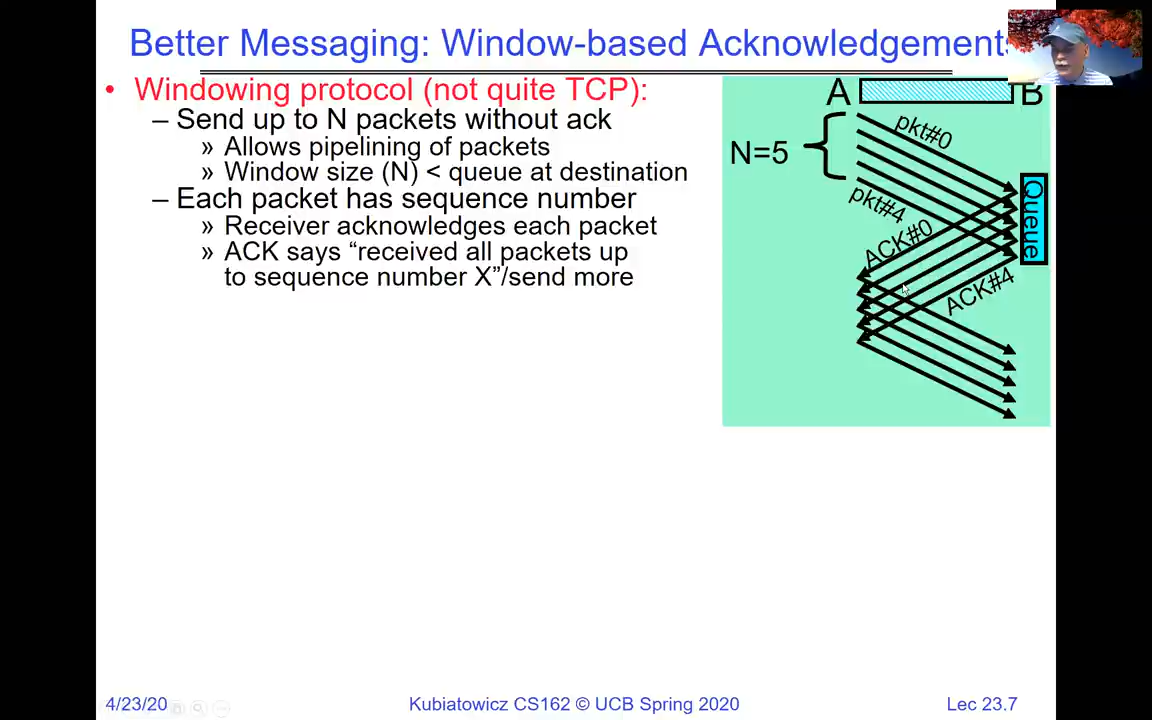 Better Messaging: Window-based Acknowledgements
• Windowing protocol (not quite TCP):
– Send up to N packets without ack
» Allows pipelining of packets
» Window size (N) < queue at destination
– Each packet has sequence number
» Receiver acknowledges each packet
» ACK says “received all packets up
to sequence number X”/send more
A
B
N=5
pkt#0
pkt#4
Queue
ACK#0
ACK#4
4/23/20
Kubiatowicz CS162 © UCB Spring 2020
Lec 23.7